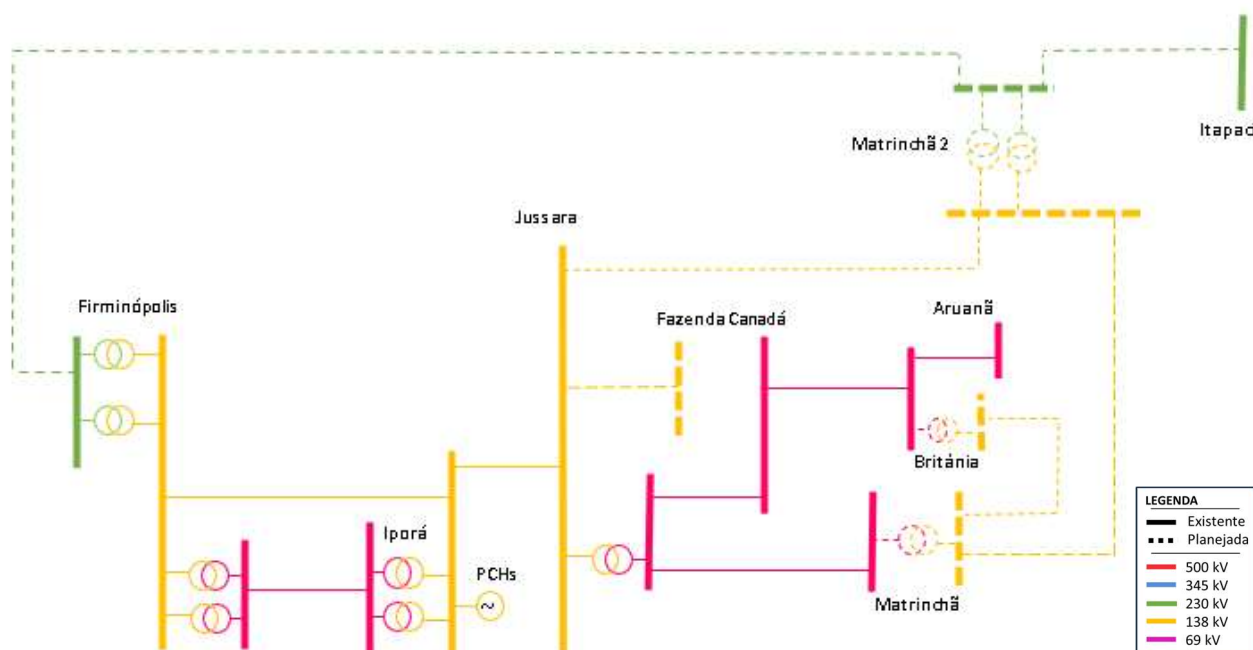 Itapaci
Matrinchã 2
Jussara
Firminópolis
Fazenda Canadá
Aruanã
Britânia
Iporá
PCHs
~
Matrinchã
LEGENDA
Existente
Planejada
500 kV
345 kV
230 kV
138 kV
69 kV